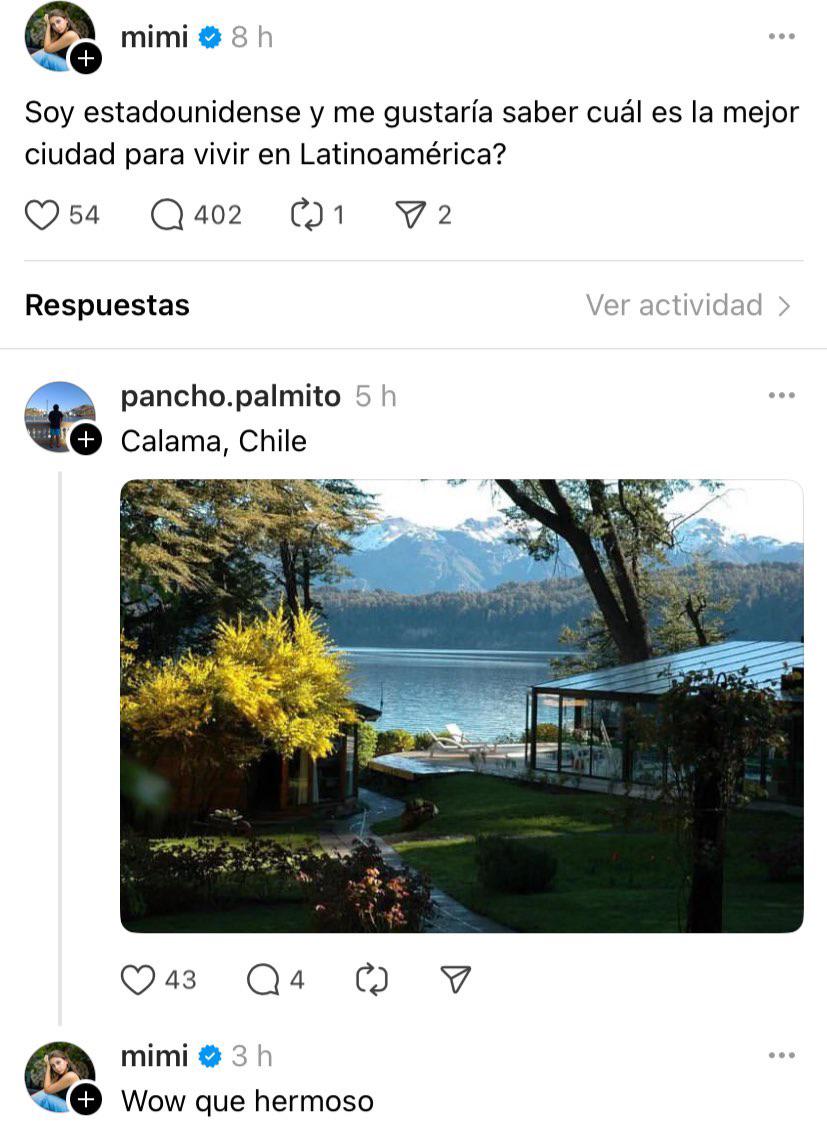 mimi 8 h
Soy estadounidense y me gustaría saber cuál es la mejor
ciudad para vivir en Latinoamérica?
54 402 1 2
Respuestas Ver actividad
pancho.palmito 5 h
Calama, Chile
43 4
mimi 3 h
Wow que hermoso